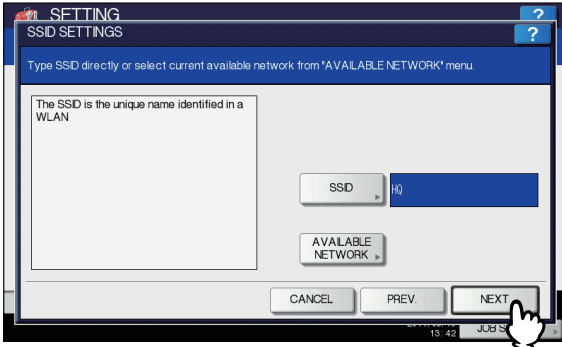 SETTING
?
SSID SETTINGS
?
Type SSID directly or select current available network from "AVAILABLE NETWORK" menu.
The SSID is the unique name identified in a
WLAN
SSID
HQ
AVAILABLE
NETWORK
CANCEL
PREV.
NEXT
13:42
JOB